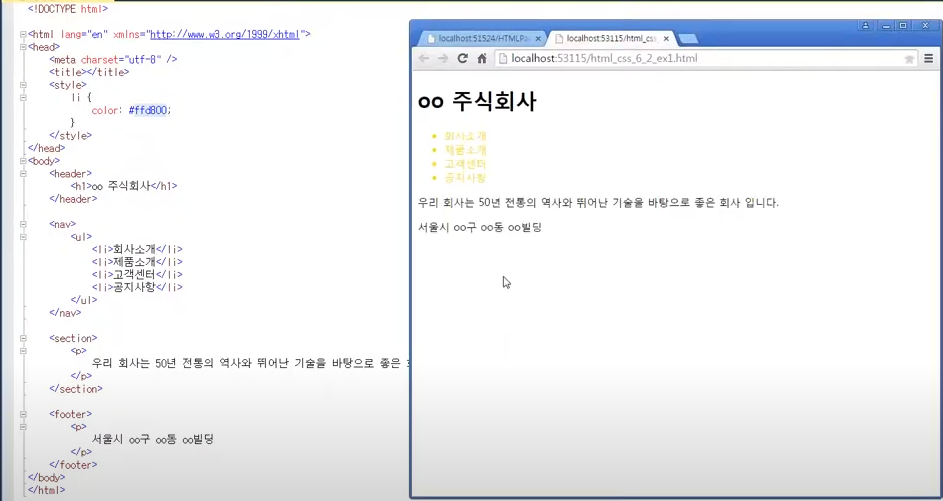 <!DOCTYPE html>
<html lang="en" xmlns="http://www.w3.org/1999/xhtml">
<head>
<meta charset="utf-8" />
<title></title>
<style>
li {
color: #ffd800;
}
</style>
</head>
<body>
<header>
<h1>oo 주식회사</h1>
</header>
<nav>
<ul>
<li>회사소개</li>
<li>제품소개</li>
<li>고객센터</li>
<li>공지사항</li>
</ul>
</nav>
<section>
<p>
우리 회사는 50년 전통의 역사와 뛰어난 기술을 바탕으로 좋은
</p>
</section>
<footer>
<p>
서울시 oo구 oo동 oo빌딩
</p>
</footer>
</body>
</html>
localhost:51524/HTMLPa
localhost:53115/html_css_
localhost:53115/html_css_6_2_ex1.html
oo 주식회사
• 회사소개
• 제품소개
• 고객센터
• 공지사항
우리 회사는 50년 전통의 역사와 뛰어난 기술을 바탕으로 좋은 회사 입니다.
서울시 oo구 oo동 oo빌딩